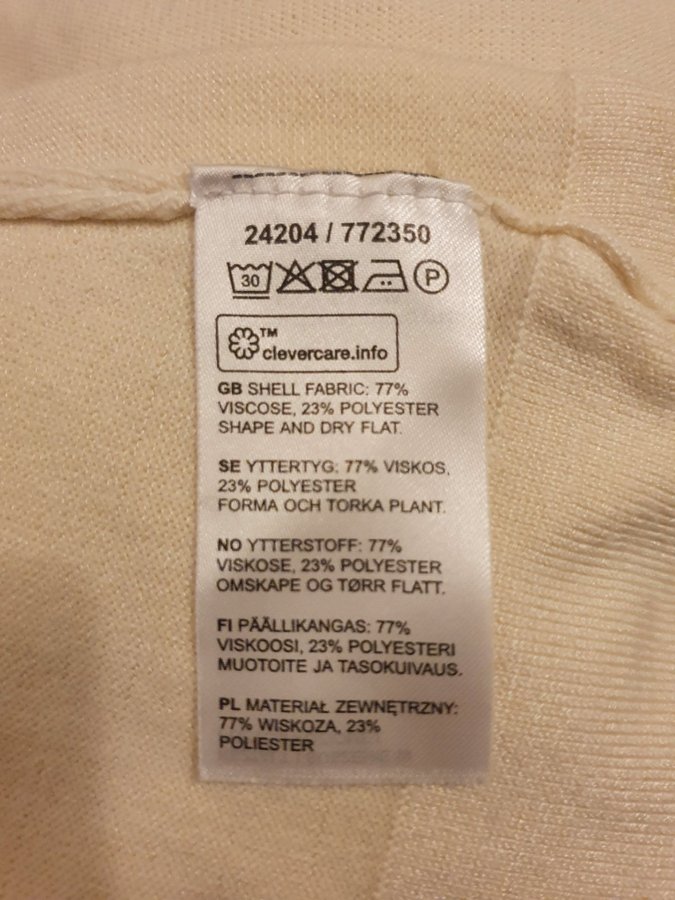 24204 / 772350
30 P
™
clevercare.info
GB SHELL FABRIC: 77%
VISCOSE, 23% POLYESTER
SHAPE AND DRY FLAT.
SE YTTERTYG: 77% VISKOS,
23% POLYESTER
FORMA OCH TORKA PLANT.
NO YTTERSTOFF: 77%
VISKOSE, 23% POLYESTER
OMSKAPE OG TØRR FLATT.
FI PÄÄLLIKANGAS: 77%
VISKOOSI, 23% POLYESTERI
MUOTOITE JA TASOKUIVAUS.
PL MATERIAŁ ZEWNĘTRZNY:
77% WISKOZA, 23%
POLIESTER